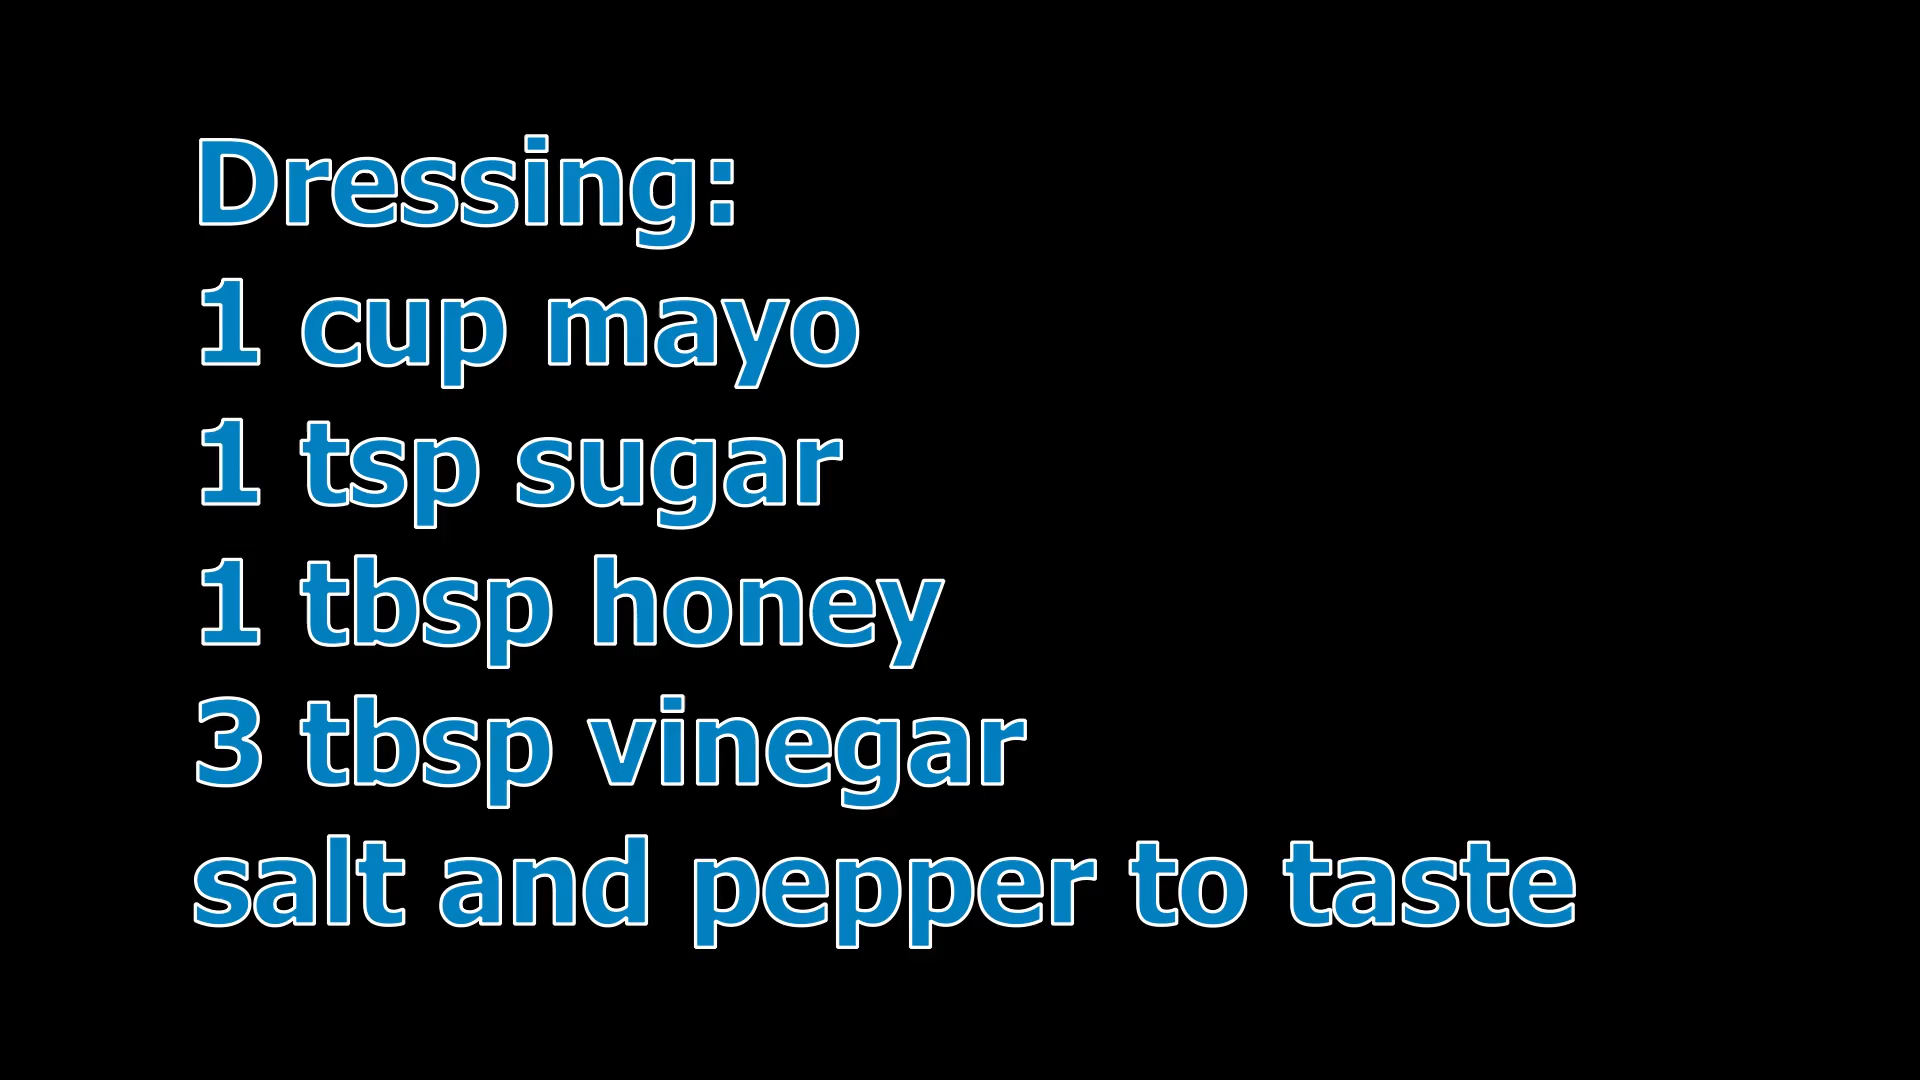 Dressing:
1 cup mayo
1 tsp sugar
1 tbsp honey
3 tbsp vinegar
salt and pepper to taste